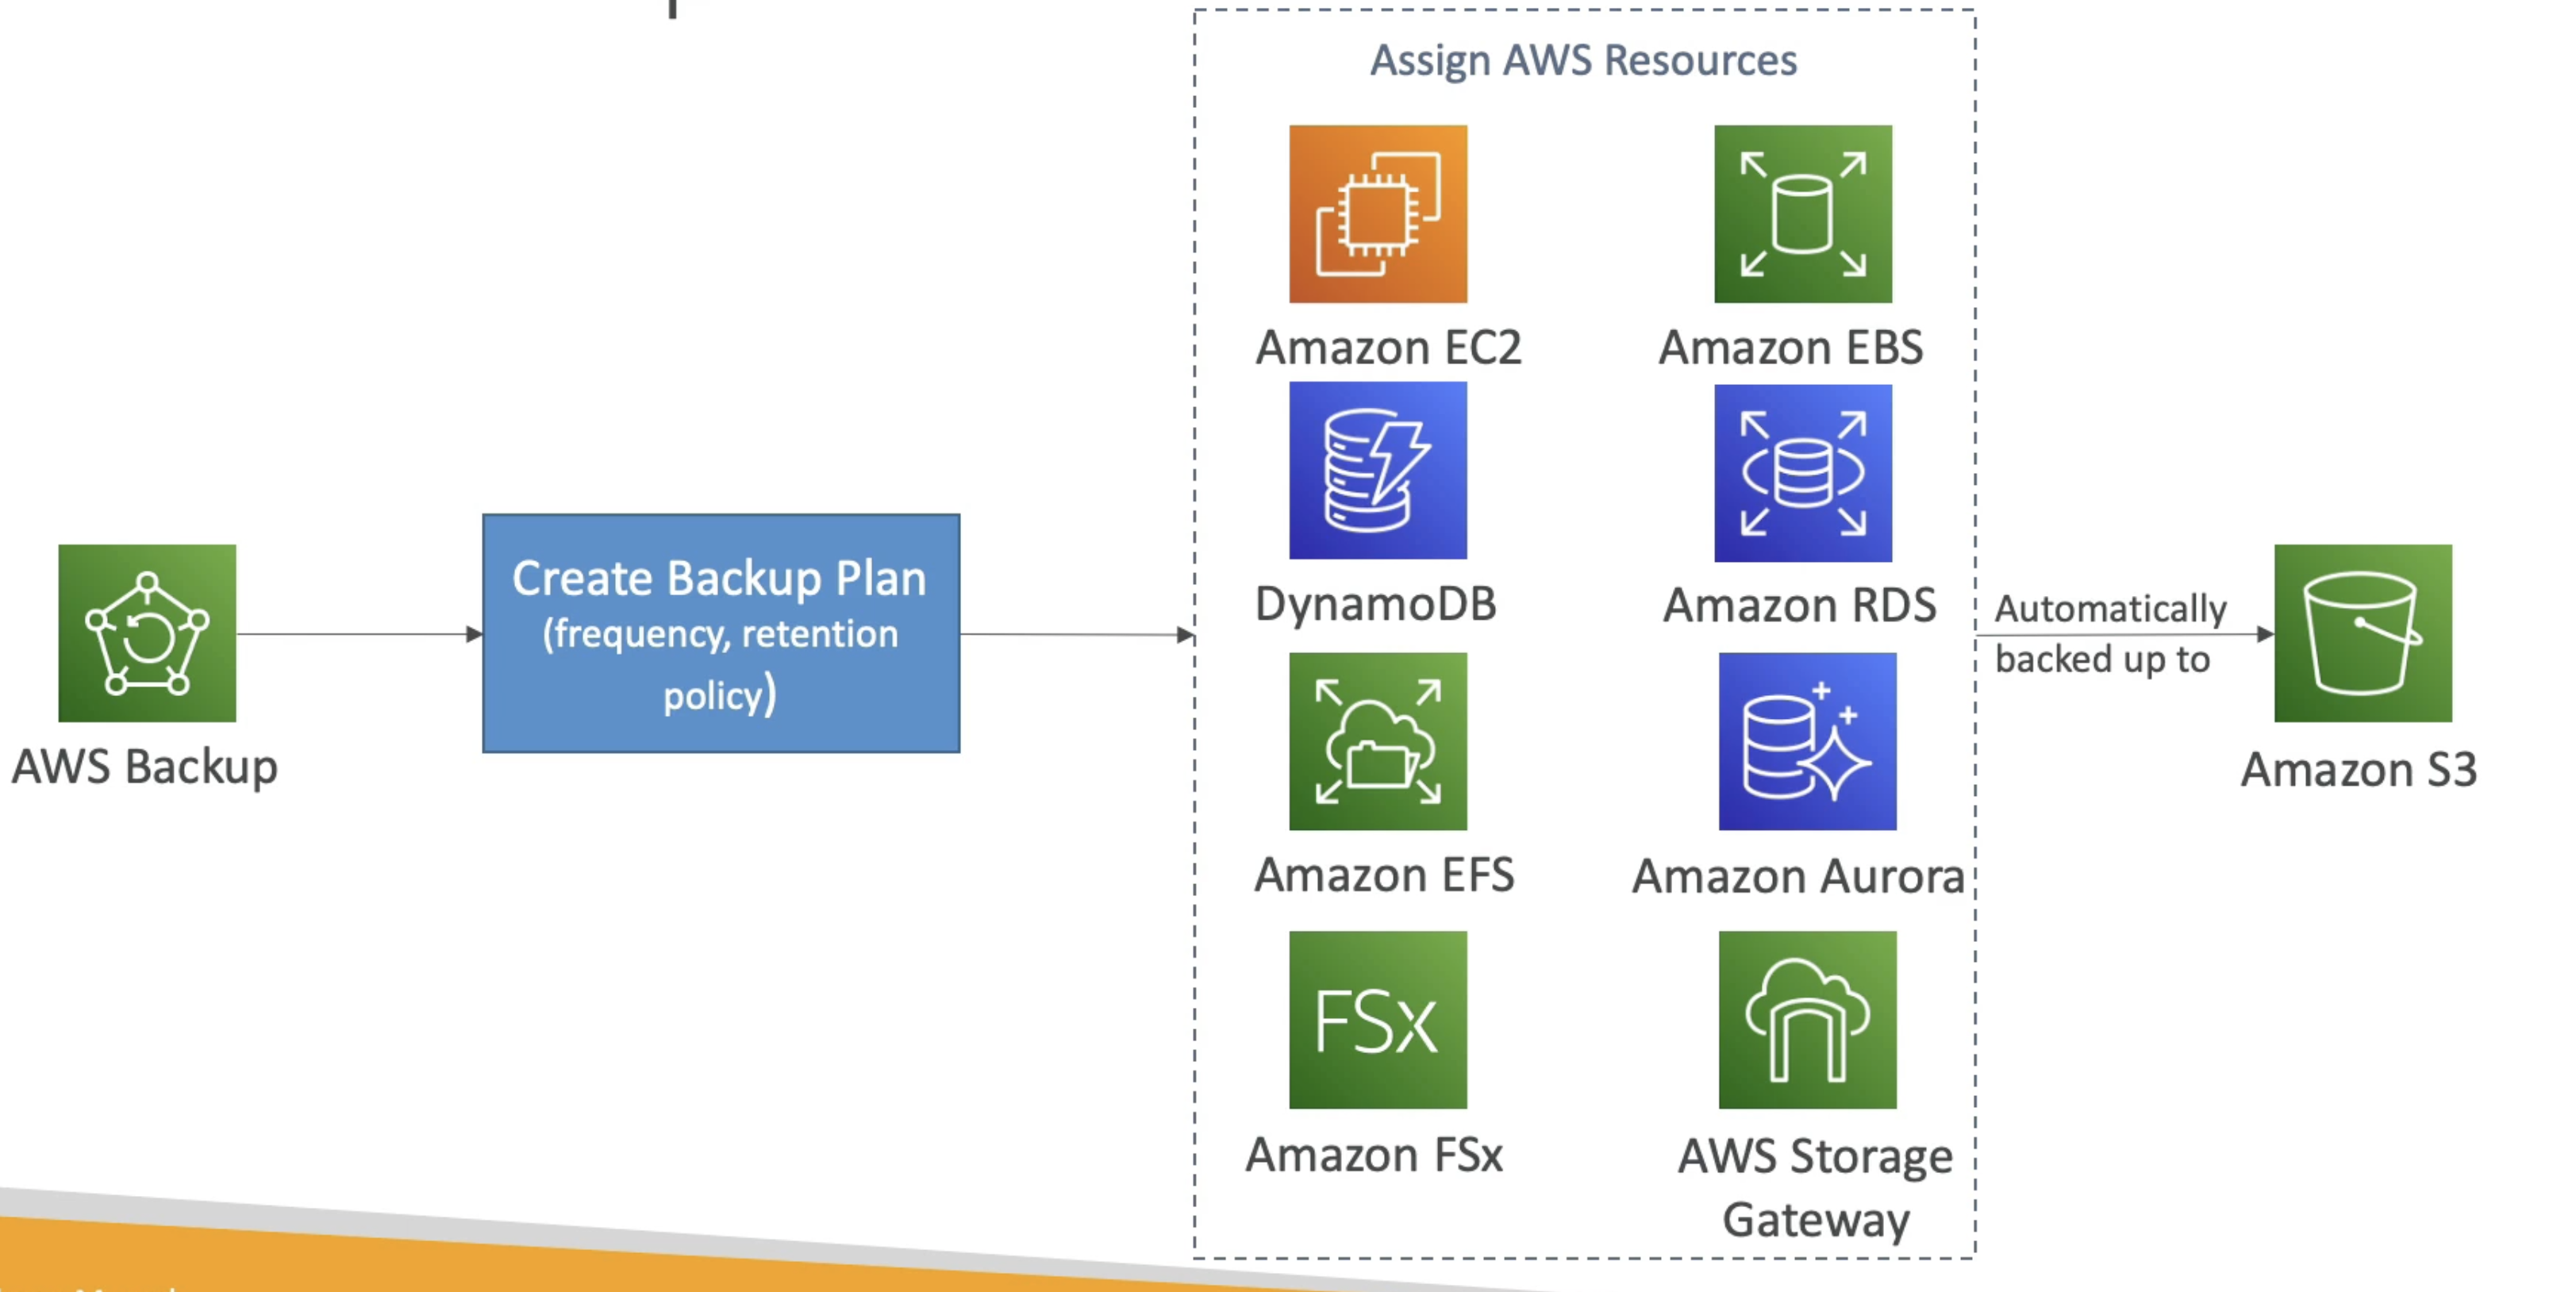 Assign AWS Resources
Amazon EC2
Amazon EBS
DynamoDB
Amazon RDS
Create Backup Plan
(frequency, retention
policy)
Automatically
backed up to
AWS Backup
Amazon S3
Amazon EFS
Amazon Aurora
FSx
Amazon FSx
AWS Storage
Gateway